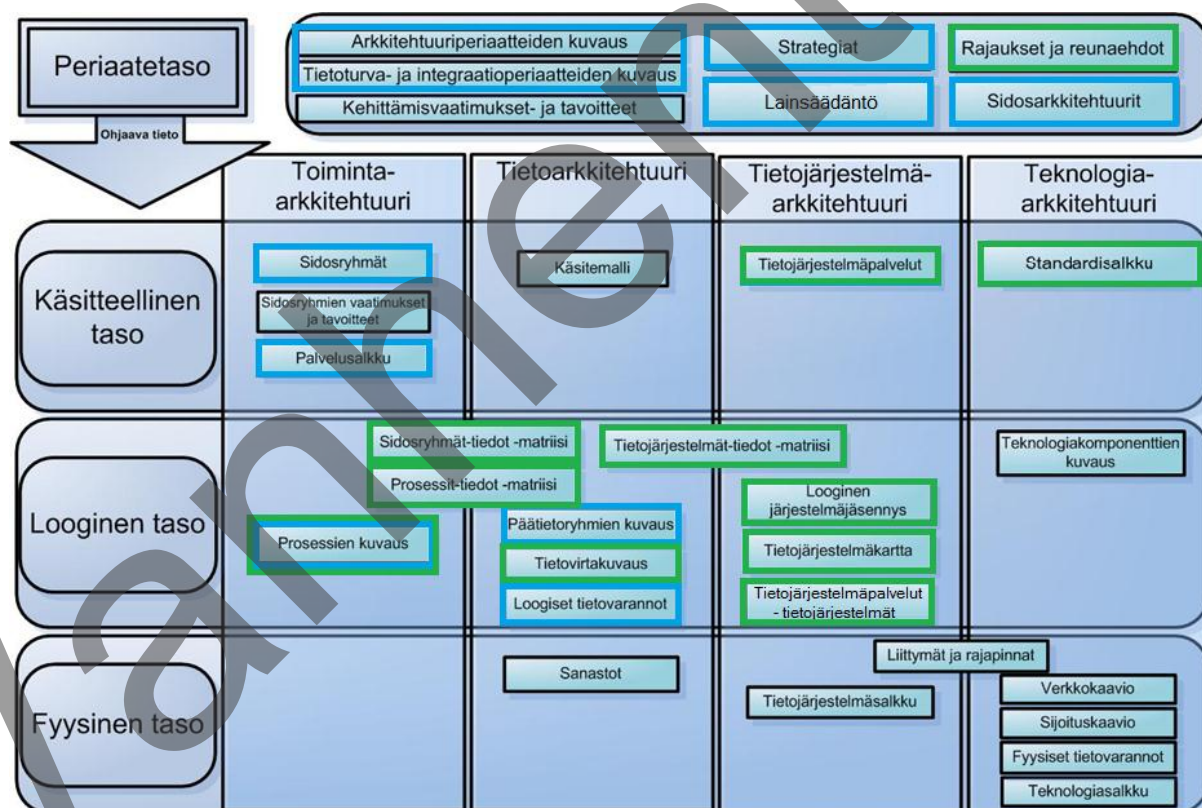 Periaatetaso
Ohjaava tieto
Arkkitehtuuriperiaatteiden kuvaus
Tietoturva- ja integraatioperiaatteiden kuvaus
Kehittämisvaatimukset- ja tavoitteet
Strategiat
Lainsäädäntö
Rajaukset ja reunaehdot
Sidosarkkitehtuurit
Toiminta-
arkkitehtuuri
Tietoarkkitehtuuri
Tietojärjestelmä-
arkkitehtuuri
Teknologia-
arkkitehtuuri
Käsitteellinen
taso
Sidosryhmät
Sidosryhmien vaatimukset
ja tavoitteet
Palvelusalkku
Käsitemalli
Tietojärjestelmäpalvelut
Standardisalkku
Looginen taso
Sidosryhmät-tiedot -matriisi
Prosessit-tiedot -matriisi
Prosessien kuvaus
Tietojärjestelmät-tiedot -matriisi
Päätietoryhmien kuvaus
Tietovirtakuvaus
Loogiset tietovarannot
Looginen
järjestelmäjäsennys
Tietojärjestelmäkartta
Tietojärjestelmäpalvelut
- tietojärjestelmät
Teknologiakomponenttien
kuvaus
Fyysinen taso
Sanastot
Liittymät ja rajapinnat
Tietojärjestelmäsalkku
Verkkokaavio
Sijoituskaavio
Fyysiset tietovarannot
Teknologiasalkku
Vanhent